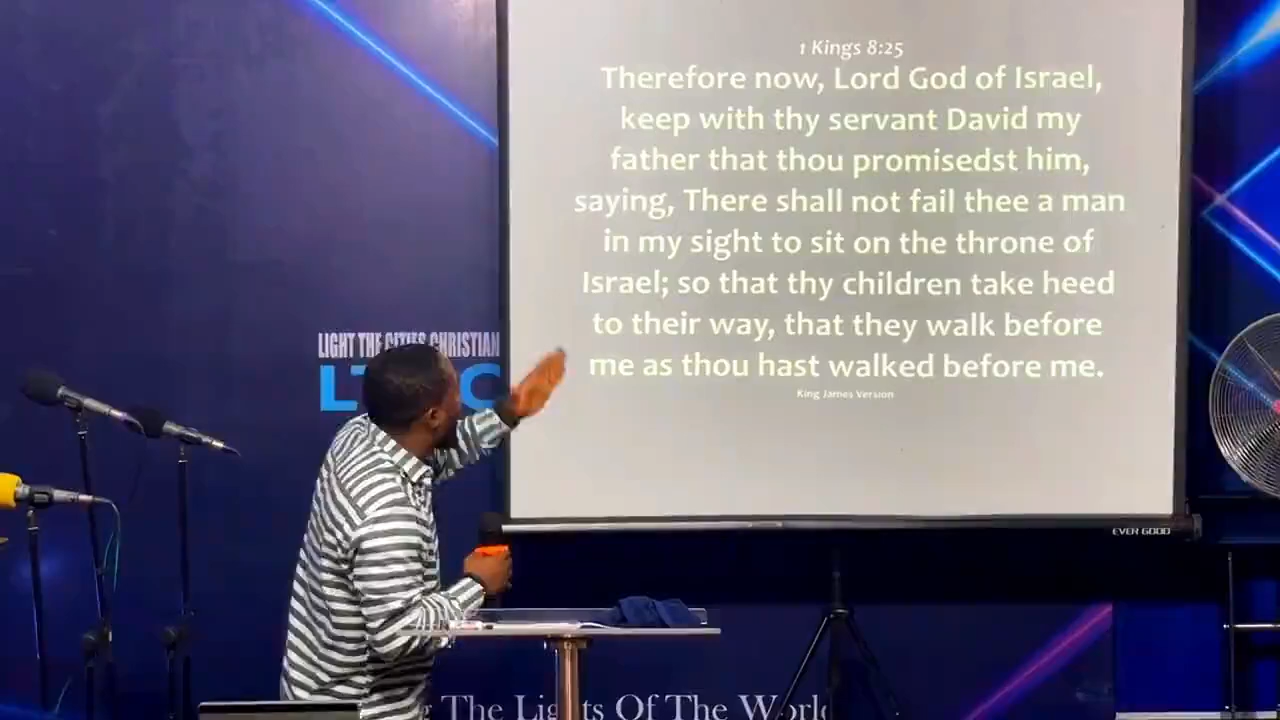 1 Kings 8:25
Therefore now, Lord God of Israel,
keep with thy servant David my
father that thou promisedst him,
saying, There shall not fail thee a man
in my sight to sit on the throne of
Israel; so that thy children take heed
to their way, that they walk before
me as thou hast walked before me.
King James Version
LIGHT THE CITIES CHRISTIAN
EVER GOOD
The Lights Of The World